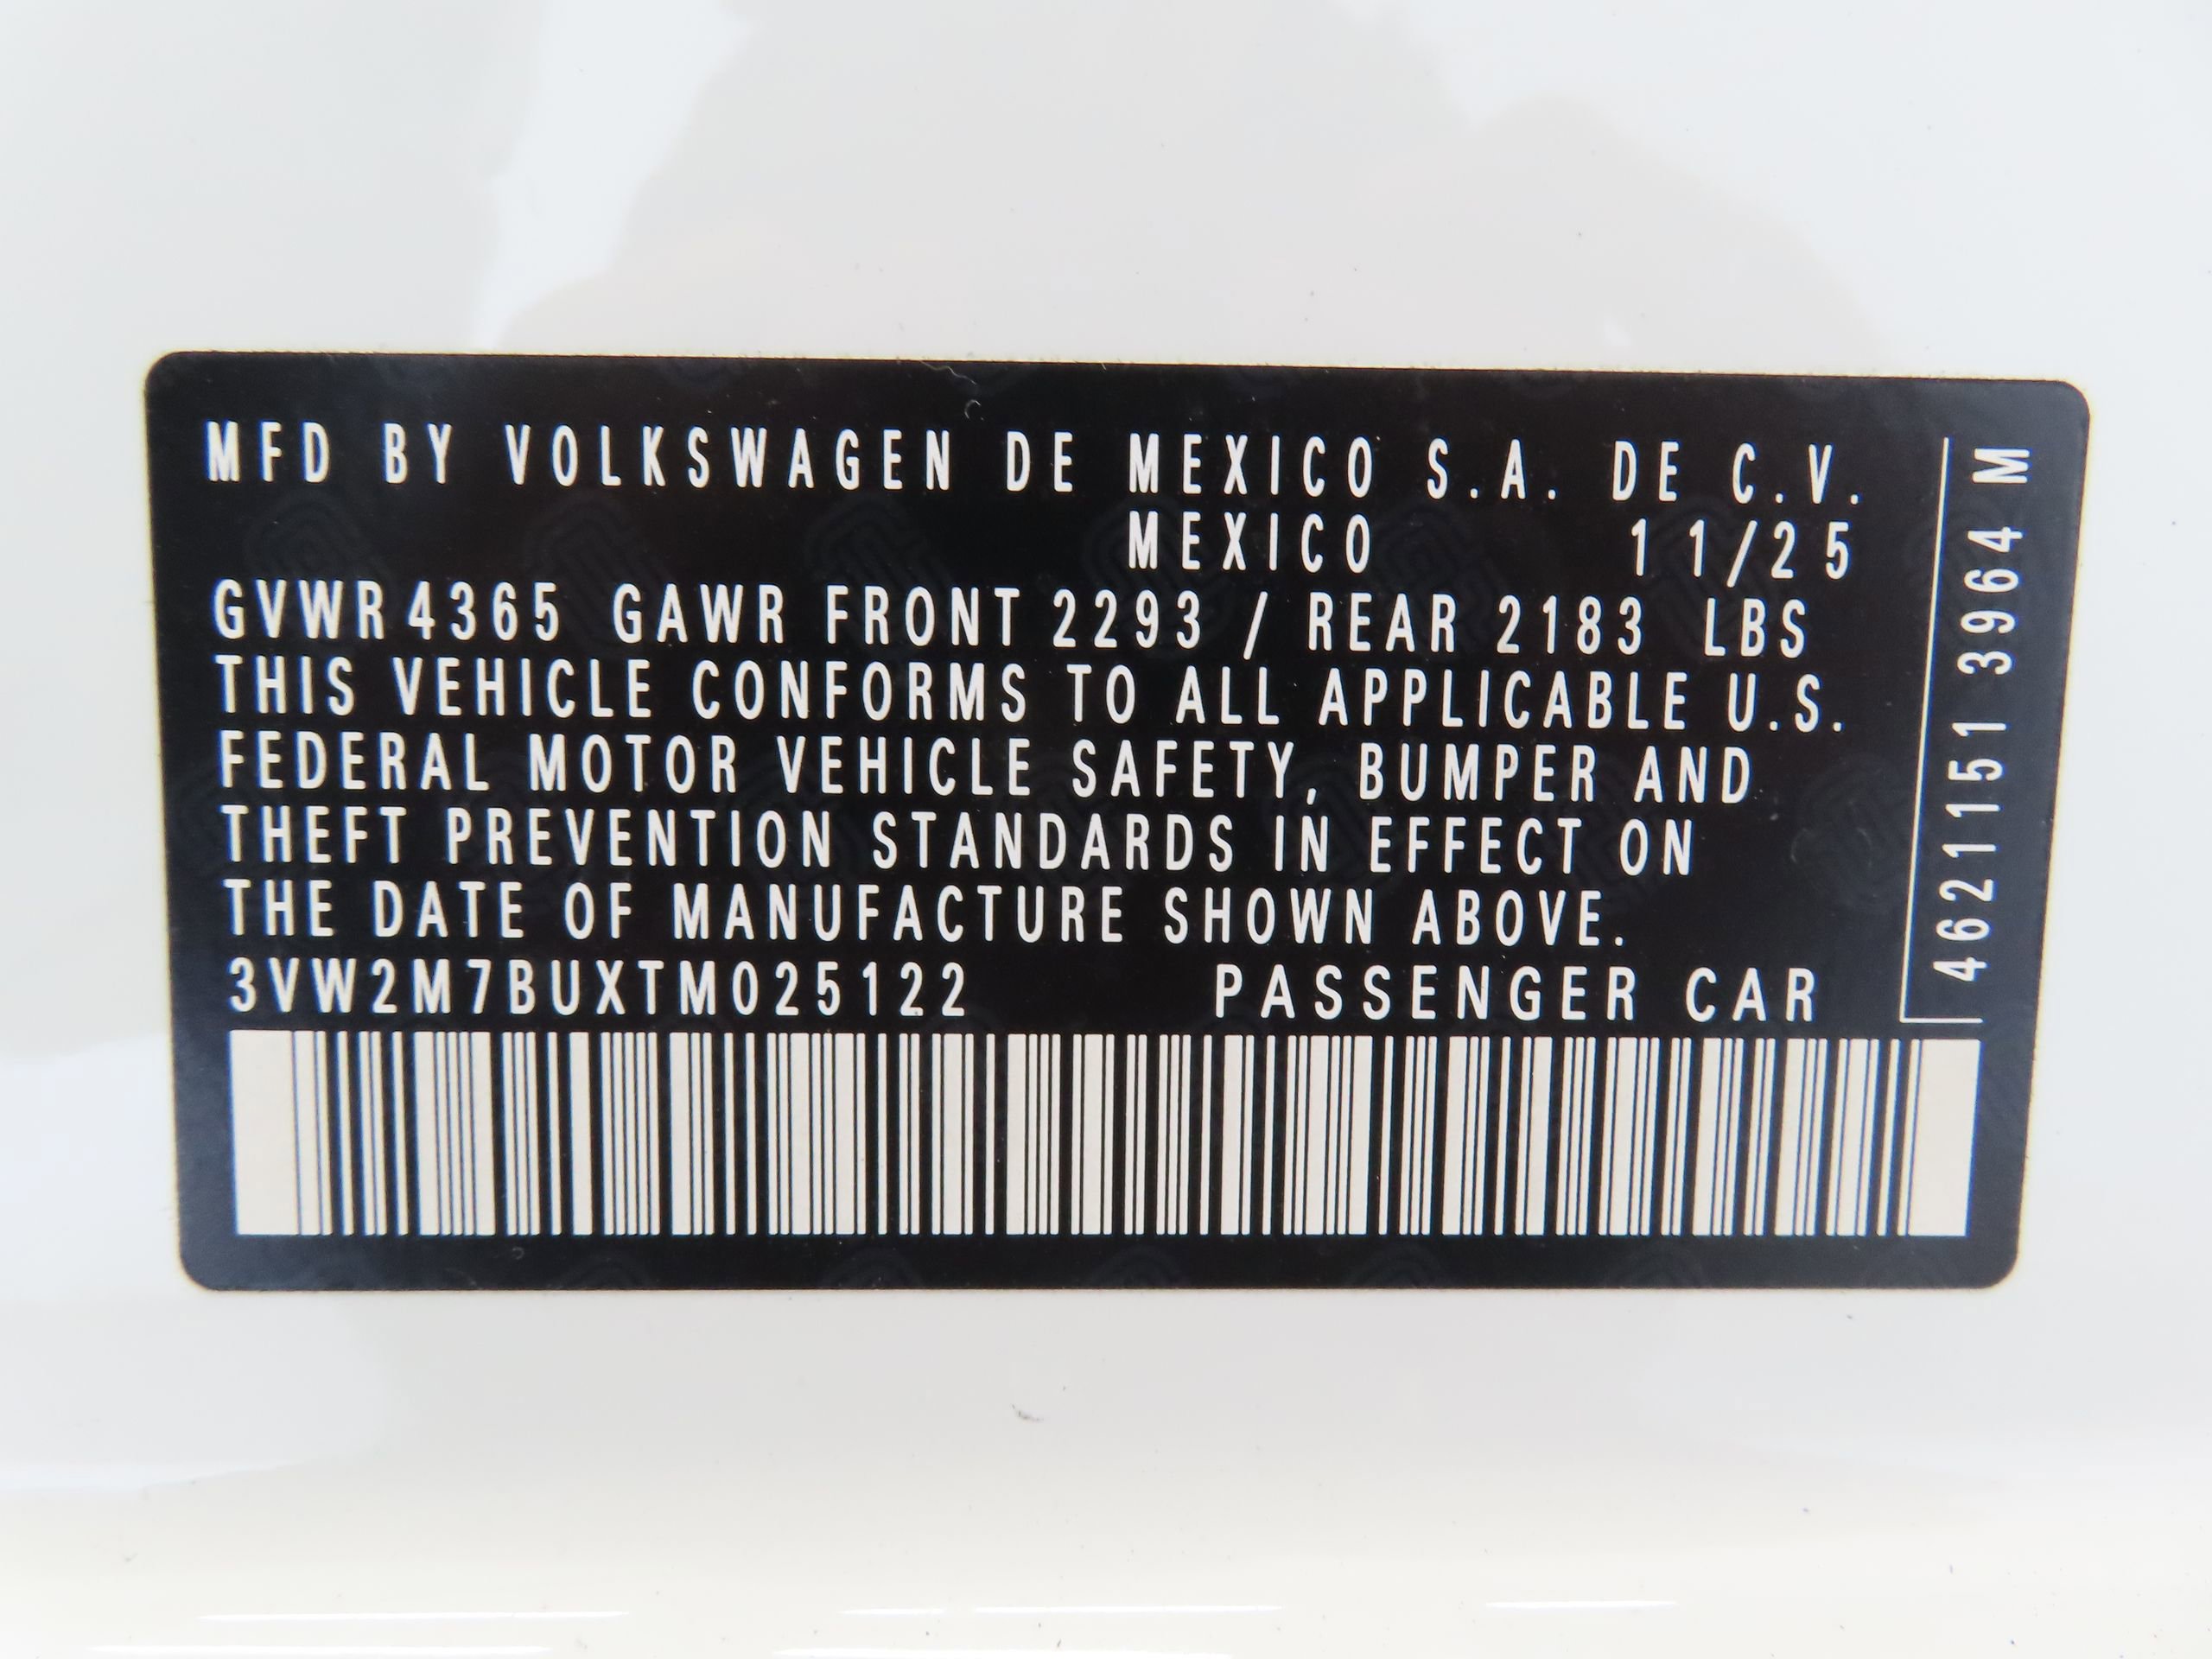 MFD BY VOLKSWAGEN DE MEXICO S.A. DE C.V.
MEXICO 11/25
GVWR 4365 GAWR FRONT 2293 / REAR 2183 LBS
THIS VEHICLE CONFORMS TO ALL APPLICABLE U.S.
FEDERAL MOTOR VEHICLE SAFETY, BUMPER AND
THEFT PREVENTION STANDARDS IN EFFECT ON
THE DATE OF MANUFACTURE SHOWN ABOVE.
3VW2M7BUXTM025122 PASSENGER CAR
4621151 3964 M